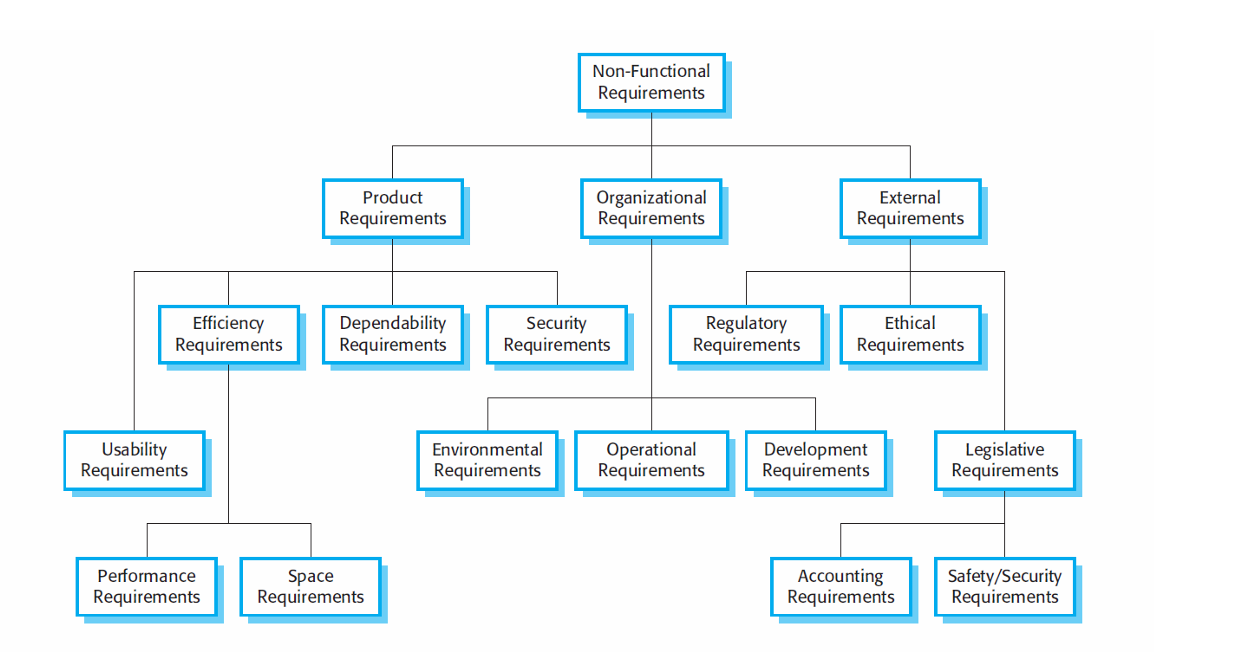 Non-Functional
Requirements
Product
Requirements
Organizational
Requirements
External
Requirements
Efficiency
Requirements
Dependability
Requirements
Security
Requirements
Regulatory
Requirements
Ethical
Requirements
Usability
Requirements
Environmental
Requirements
Operational
Requirements
Development
Requirements
Legislative
Requirements
Performance
Requirements
Space
Requirements
Accounting
Requirements
Safety/Security
Requirements